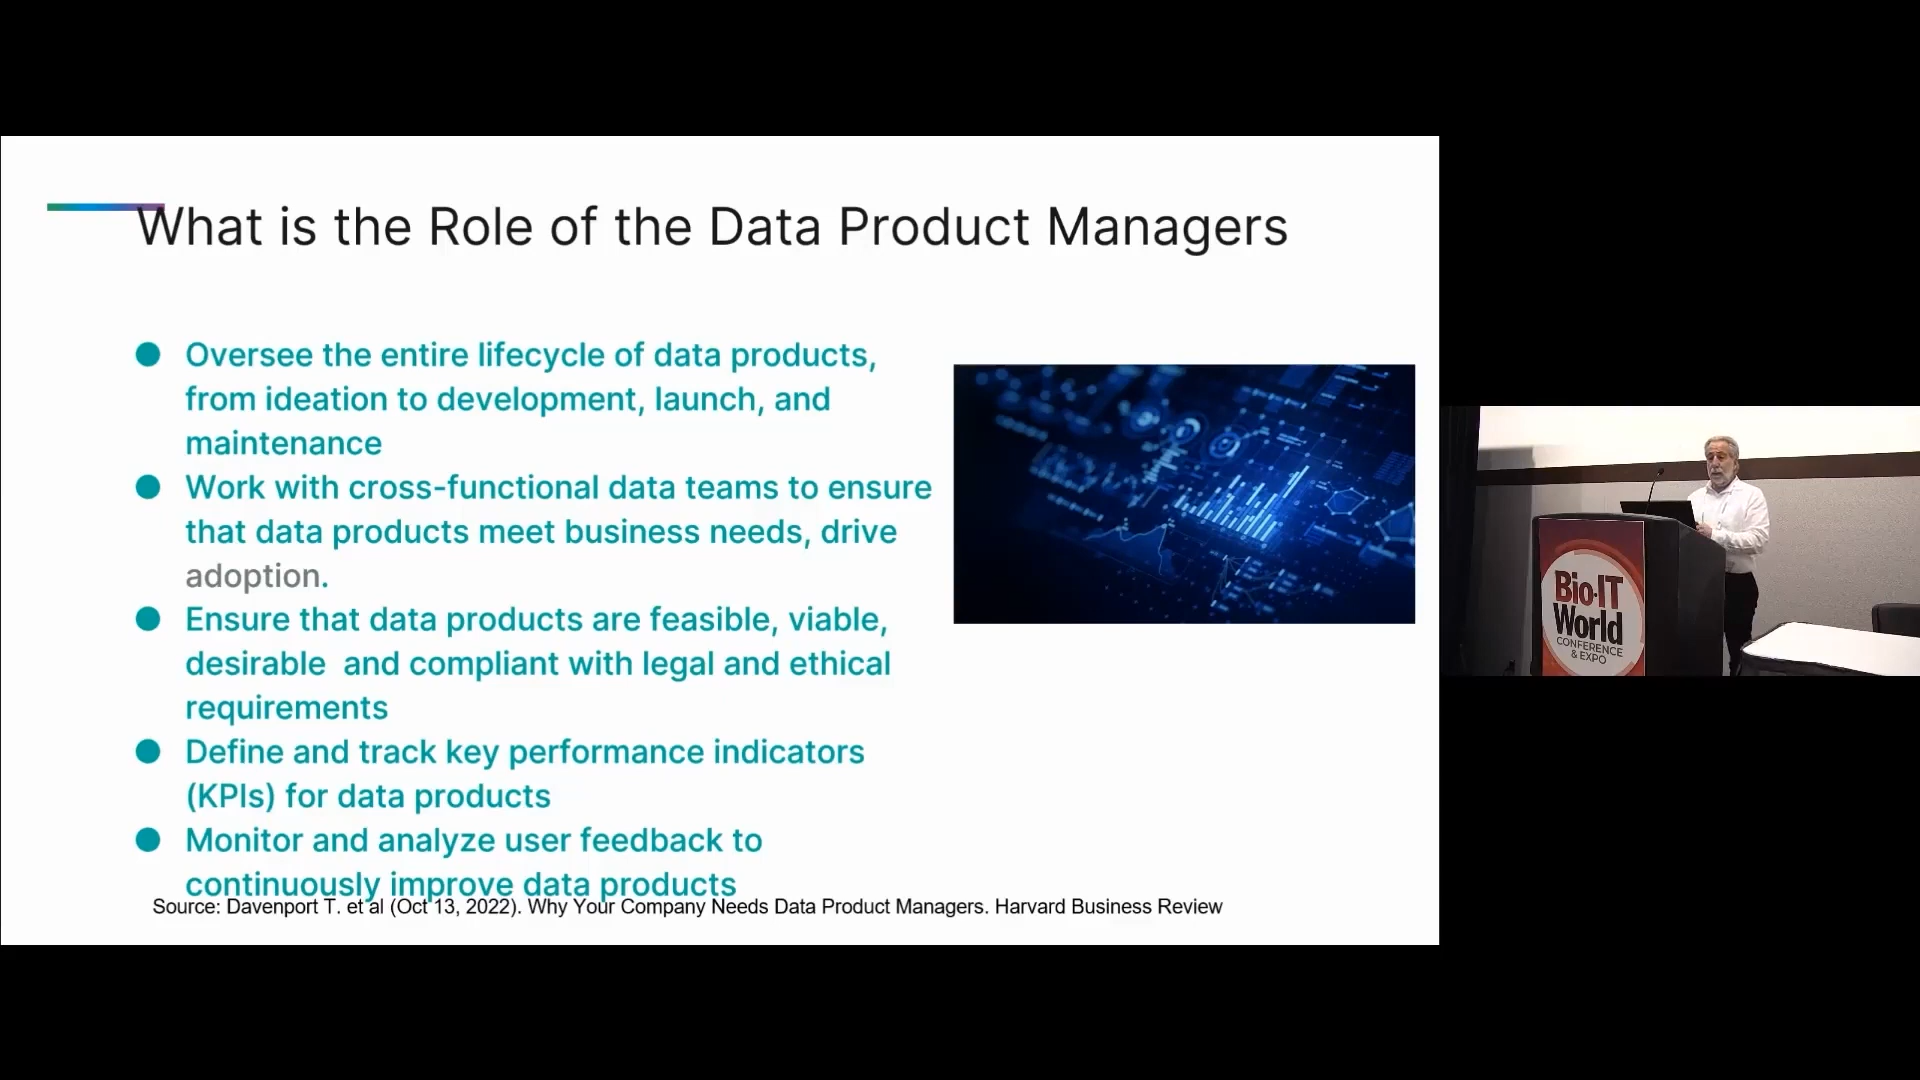 What is the Role of the Data Product Managers
Oversee the entire lifecycle of data products,
from ideation to development, launch, and
maintenance
Work with cross-functional data teams to ensure
that data products meet business needs, drive
adoption.
Ensure that data products are feasible, viable,
desirable  and compliant with legal and ethical
requirements
Define and track key performance indicators
(KPIs) for data products
Monitor and analyze user feedback to
continuously improve data products
Source: Davenport T. et al (Oct 13, 2022). Why Your Company Needs Data Product Managers. Harvard Business Review
Bio-IT
World
CONFERENCE
& EXPO